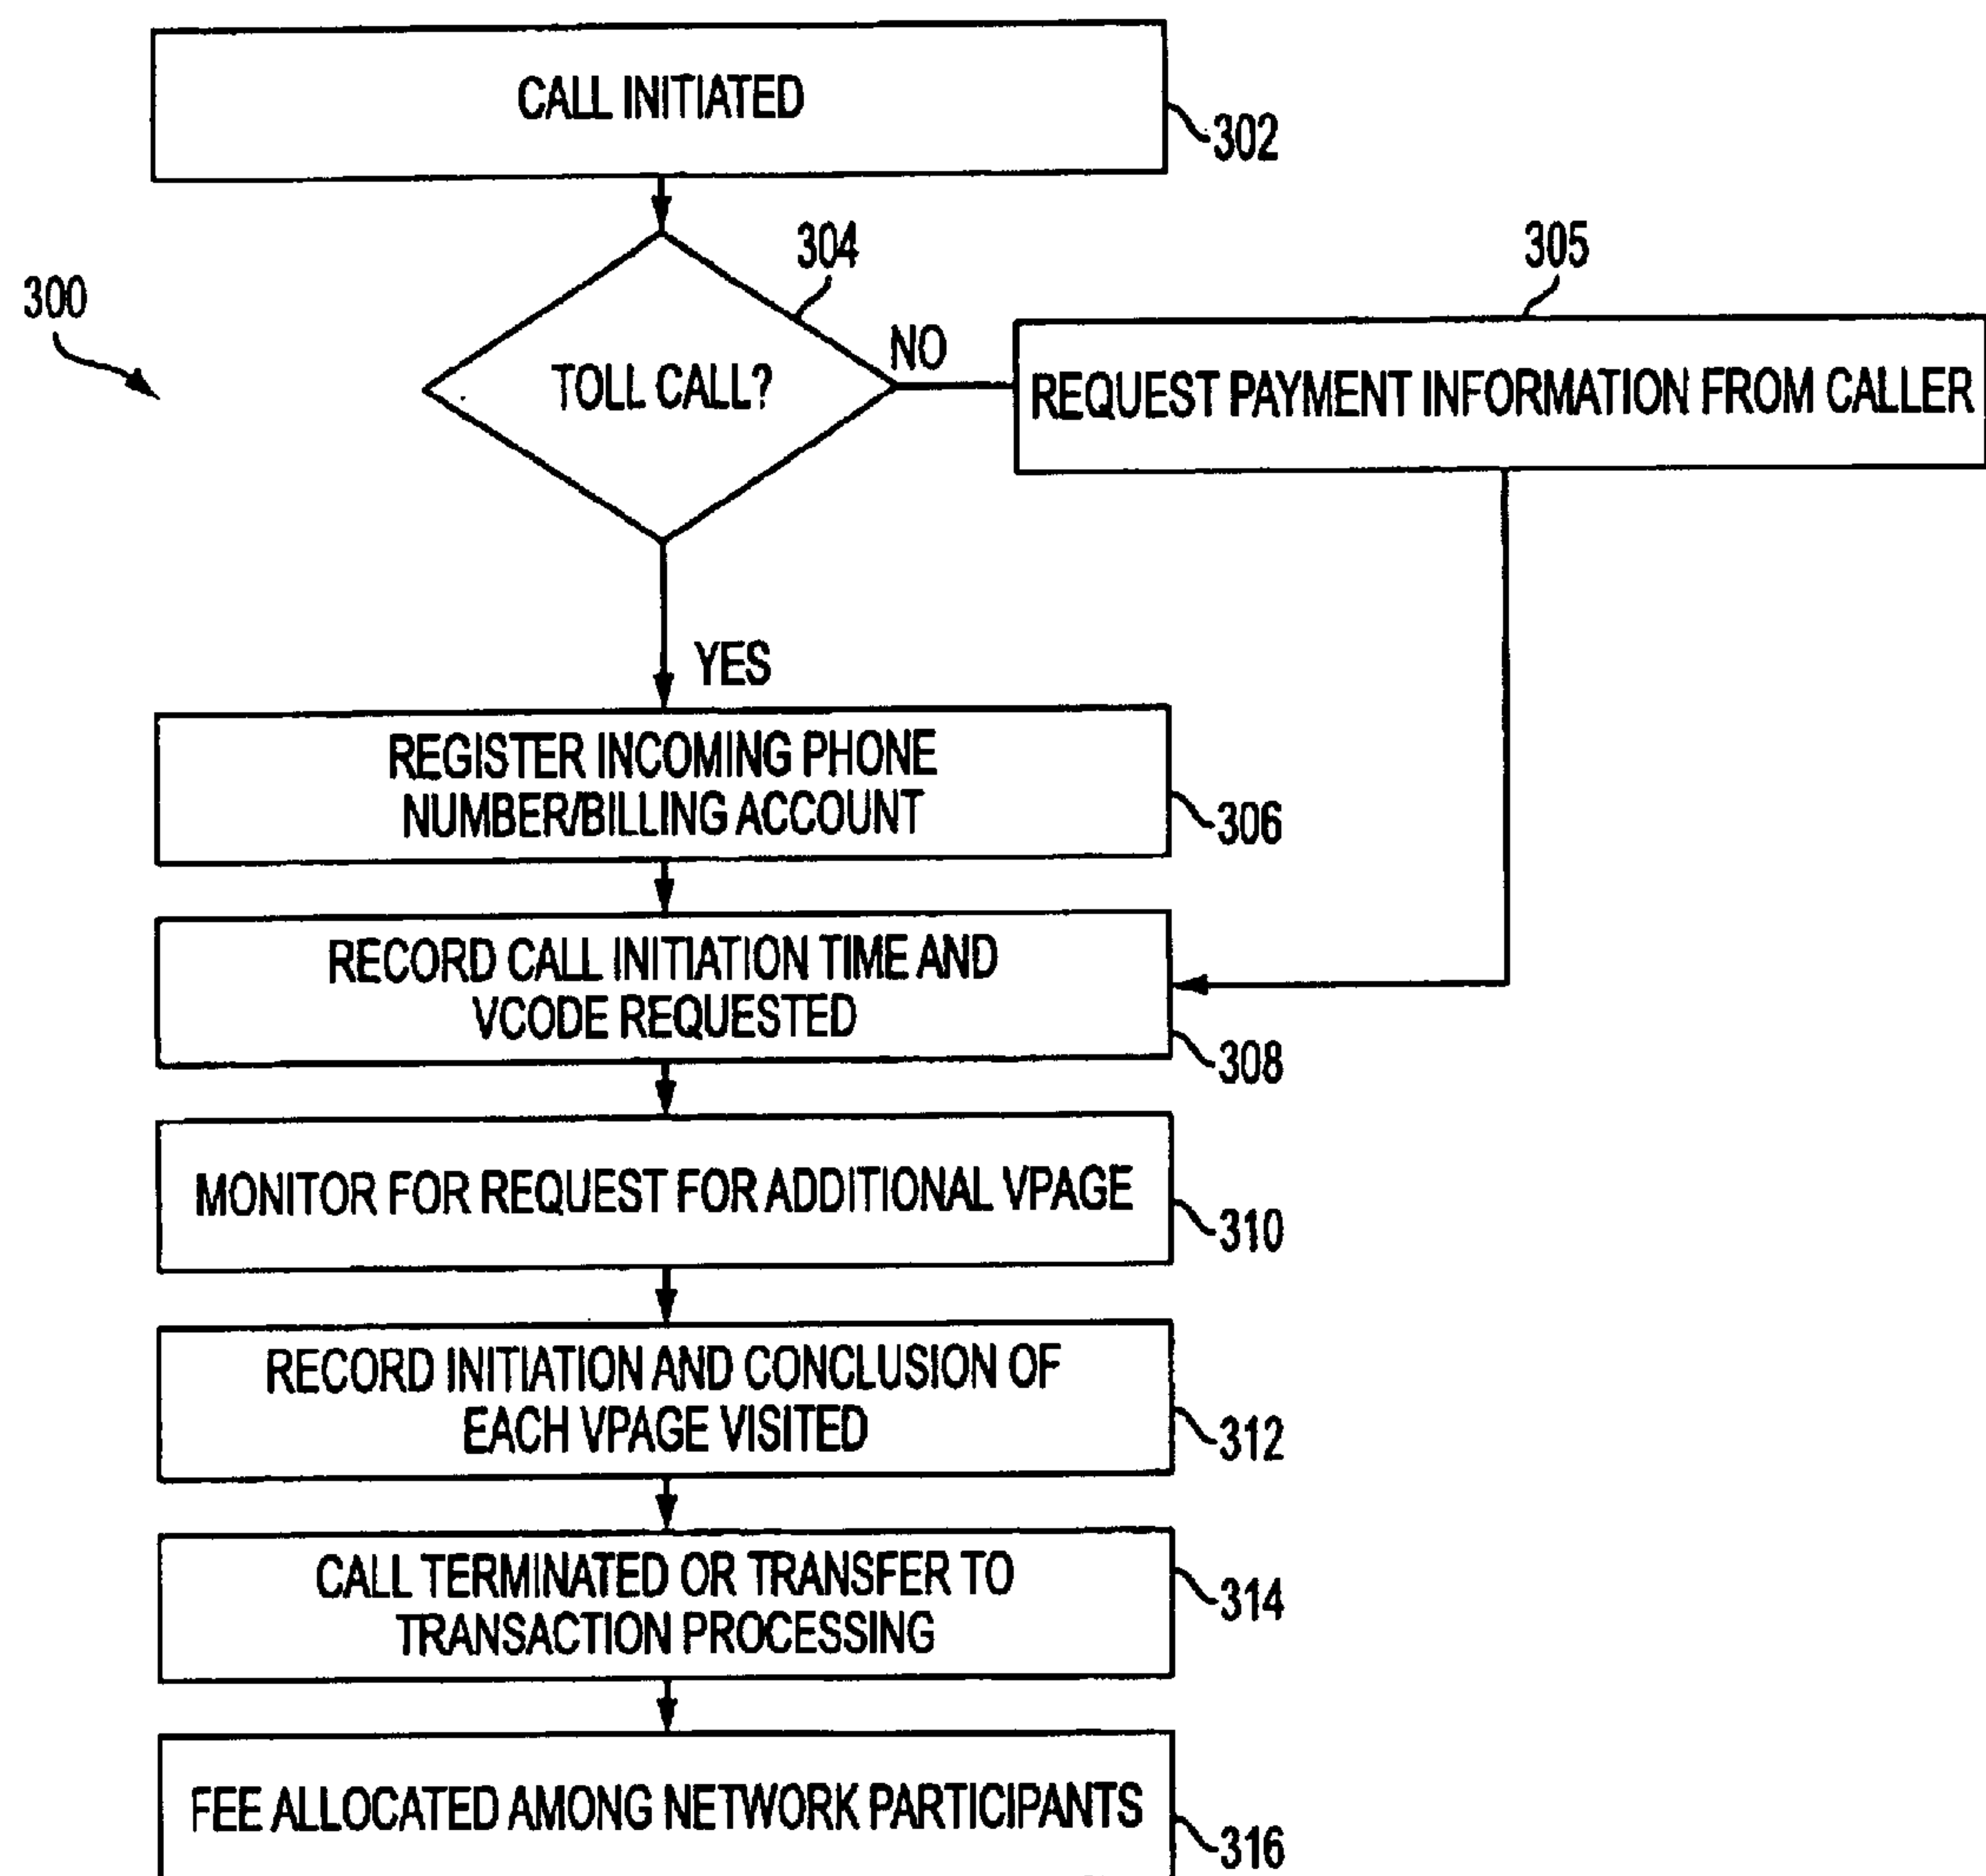 CALL INITIATED
302
304
305
300
NO
TOLL CALL?
REQUEST PAYMENT INFORMATION FROM CALLER
YES
REGISTER INCOMING PHONE
NUMBER/BILLING ACCOUNT
306
RECORD CALL INITIATION TIME AND
VCODE REQUESTED
308
MONITOR FOR REQUEST FOR ADDITIONAL VPAGE
310
RECORD INITIATION AND CONCLUSION OF
EACH VPAGE VISITED
312
CALL TERMINATED OR TRANSFER TO
TRANSACTION PROCESSING
314
FEE ALLOCATED AMONG NETWORK PARTICIPANTS
316